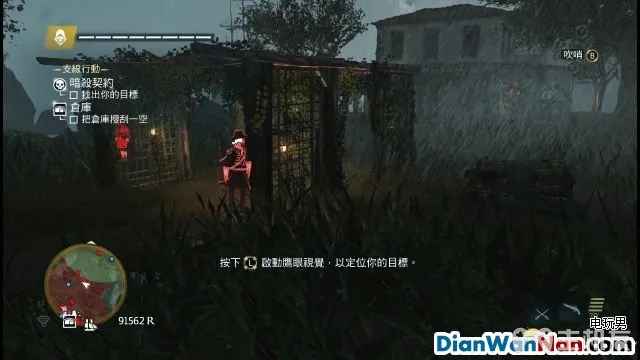 吹哨 B
支線行動
暗殺契約
找出你的目標
倉庫
把倉庫搜刮一空
按下 L 啟動鷹眼視覺，以定位你的目標。
91562 R
电玩男
DianWanNan.com